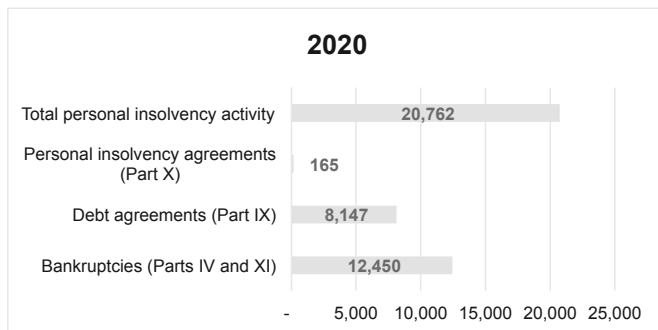 2020
Total personal insolvency activity
20,762
Personal insolvency agreements
(Part X)
165
Debt agreements (Part IX)
8,147
Bankruptcies (Parts IV and XI)
12,450
- 5,000 10,000 15,000 20,000 25,000